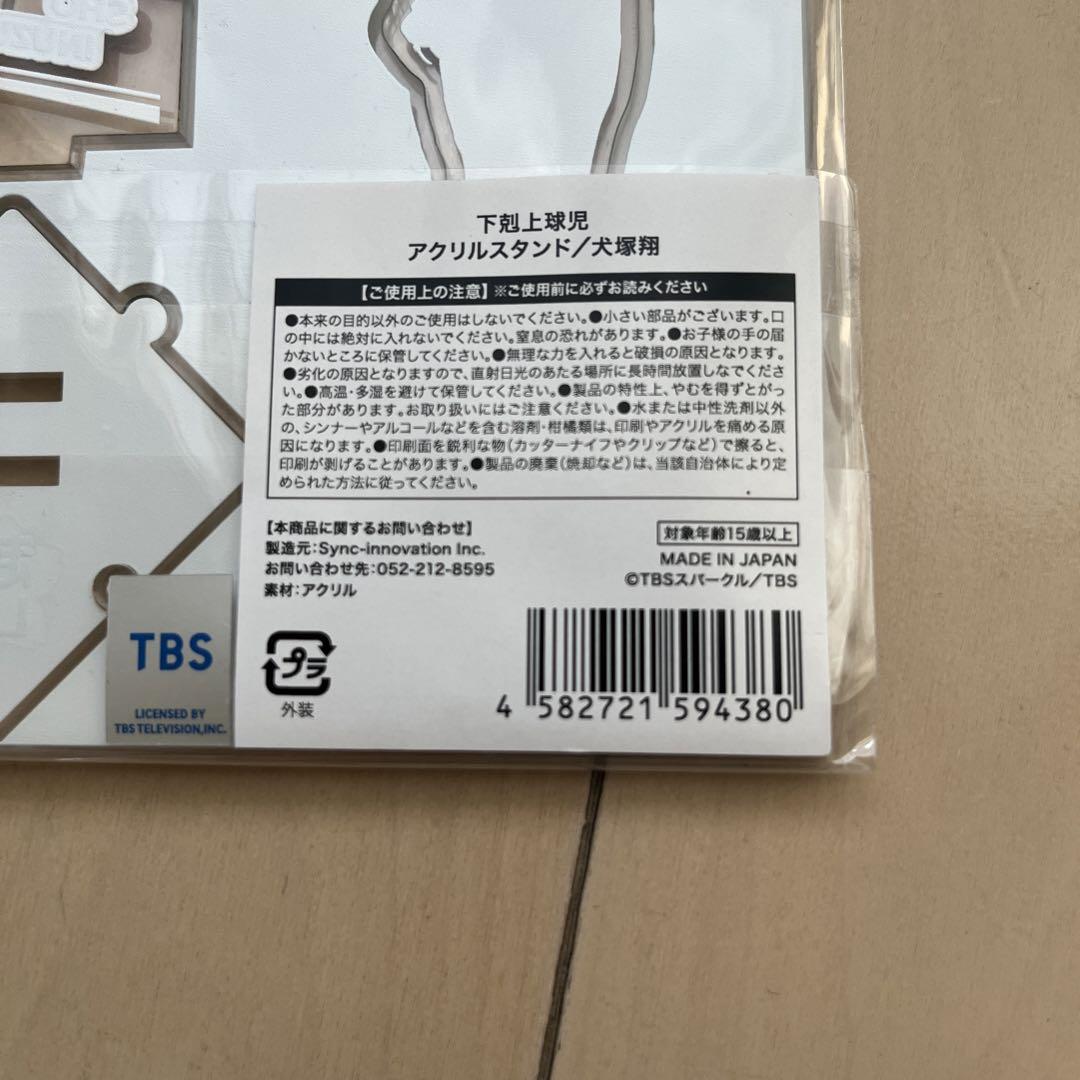 下剋上球児
アクリルスタンド/犬塚翔
【ご使用上の注意】※ご使用前に必ずお読みください
●本来の目的以外のご使用はしないでください。●小さい部品がございます。口
の中には絶対に入れないでください。窒息の恐れがあります。●お子様の手の届
かないところに保管してください。●無理な力を入れると破損の原因となります。
●劣化の原因となりますので、直射日光のあたる場所に長時間放置しなでくださ
い。●高温・多湿を避けて保管してください。●製品の特性上、やむを得ずとがっ
た部分があります。お取り扱いにはご注意ください。●水または中性洗剤以外
の、シンナーやアルコールなどを含む溶剤・柑橘類は、印刷やアクリルを痛める原
因になります。●印刷面を鋭利な物(カッターナイフやクリップなど)で擦ると、
印刷が剥げることがあります。●製品の廃棄(焼却など)は、当該自治体により定
められた方法に従ってください。
【本商品に関するお問い合わせ】
製造元:Sync-innovation Inc.
お問い合わせ先:052-212-8595
素材:アクリル
対象年齢15歳以上
MADE IN JAPAN
©TBSスパークル/TBS
プラ
外装
4 582721 594380
TBS
LICENSED BY
TBS TELEVISION,INC.